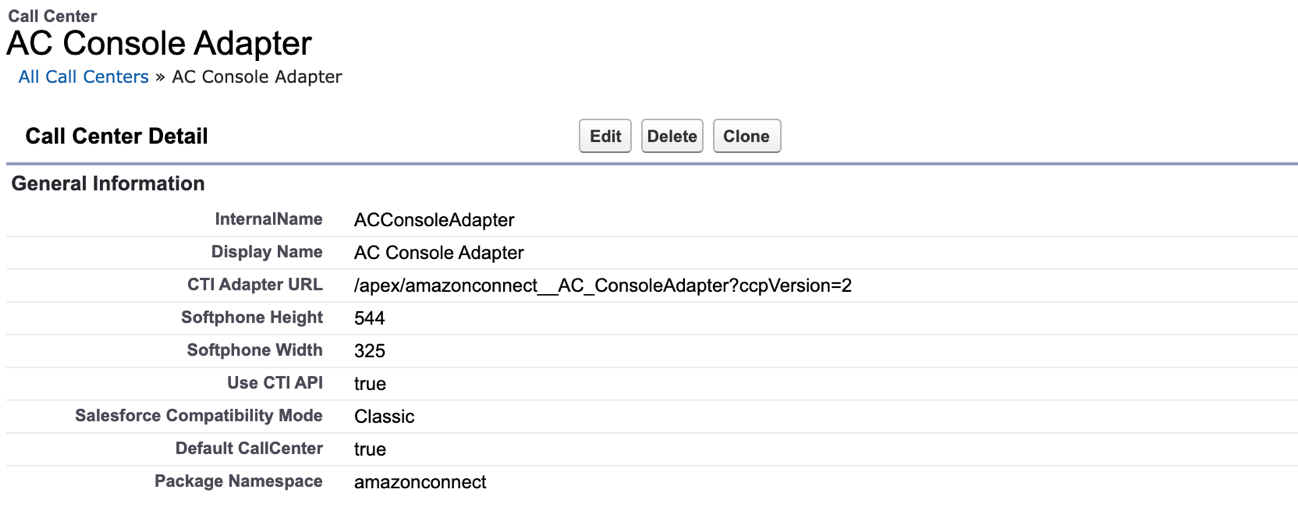 Call Center
AC Console Adapter
All Call Centers » AC Console Adapter
Call Center Detail Edit Delete Clone
General Information
InternalName ACConsoleAdapter
Display Name AC Console Adapter
CTI Adapter URL /apex/amazonconnect__AC_ConsoleAdapter?ccpVersion=2
Softphone Height 544
Softphone Width 325
Use CTI API true
Salesforce Compatibility Mode Classic
Default CallCenter true
Package Namespace amazonconnect